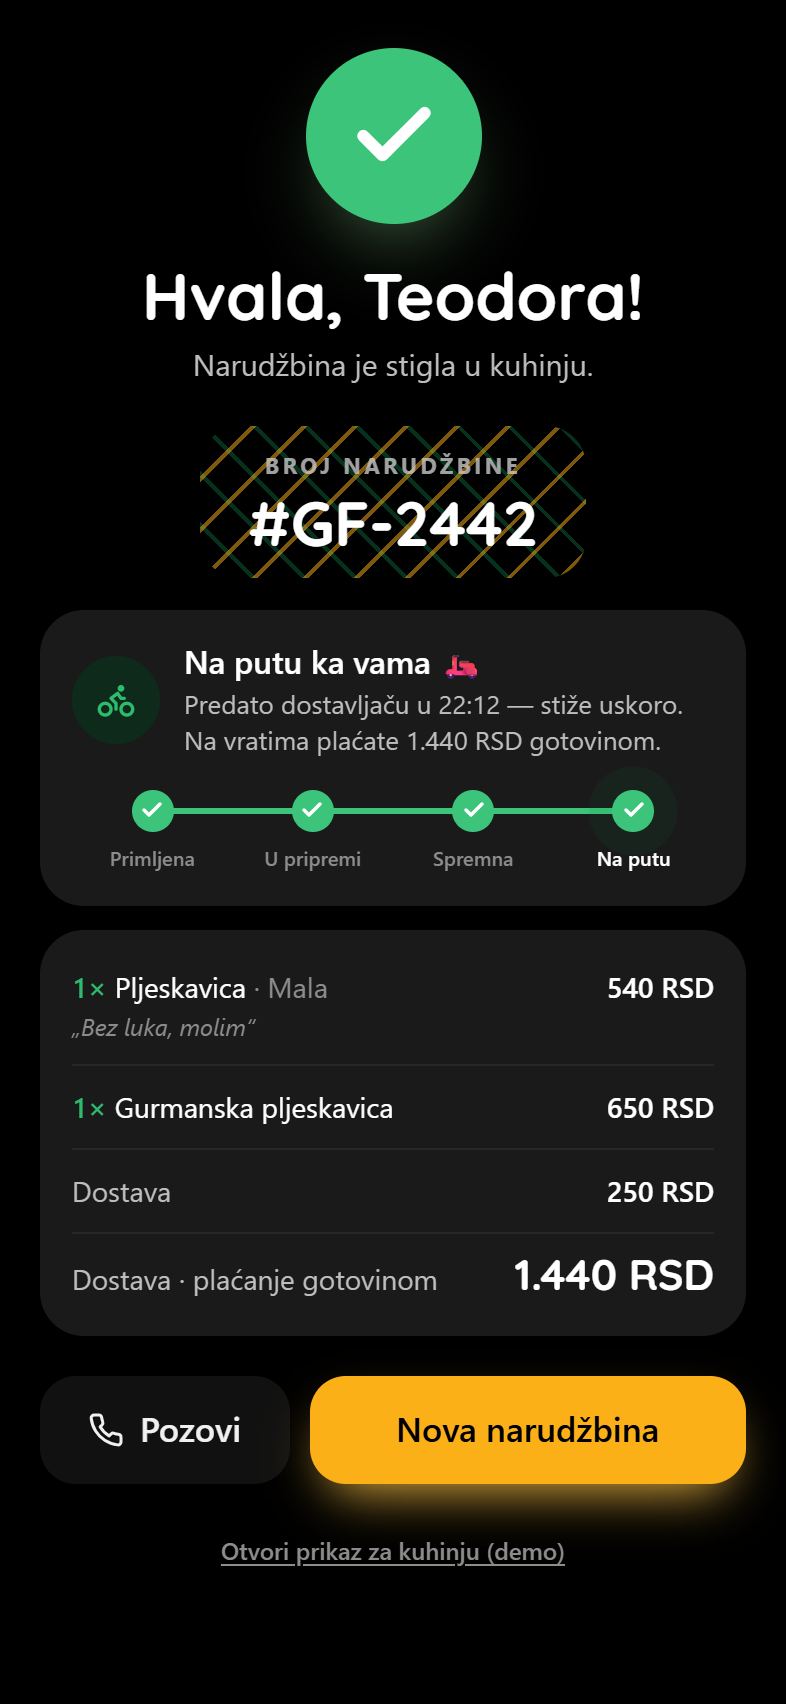 Hvala, Teodora!
Narudžbina je stigla u kuhinju.
BROJ NARUDŽBINE
#GF-2442
Na putu ka vama 🛵
Predato dostavljaču u 22:12 — stiže uskoro.
Na vratima plaćate 1.440 RSD gotovinom.
Primljena U pripremi Spremna Na putu
1× Pljeskavica · Mala 540 RSD
„Bez luka, molim“
1× Gurmanska pljeskavica 650 RSD
Dostava 250 RSD
Dostava · plaćanje gotovinom 1.440 RSD
Pozovi Nova narudžbina
Otvori prikaz za kuhinju (demo)